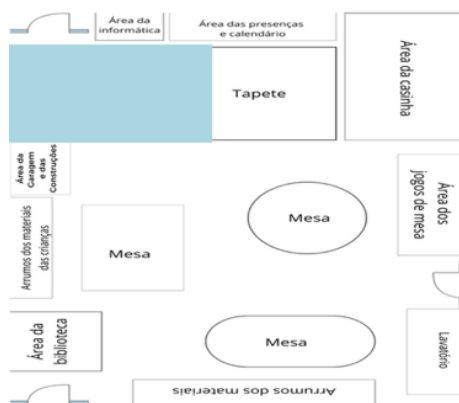 Área da
informática
Área das presenças
e calendário
Tapete
Área da casinha
Área da
Garagem
e das
Construções
Área dos
jogos de mesa
Mesa
Arrumos dos materiais
das crianças
Mesa
Área da
biblioteca
Mesa
Lavatório
Arrumos dos materiais